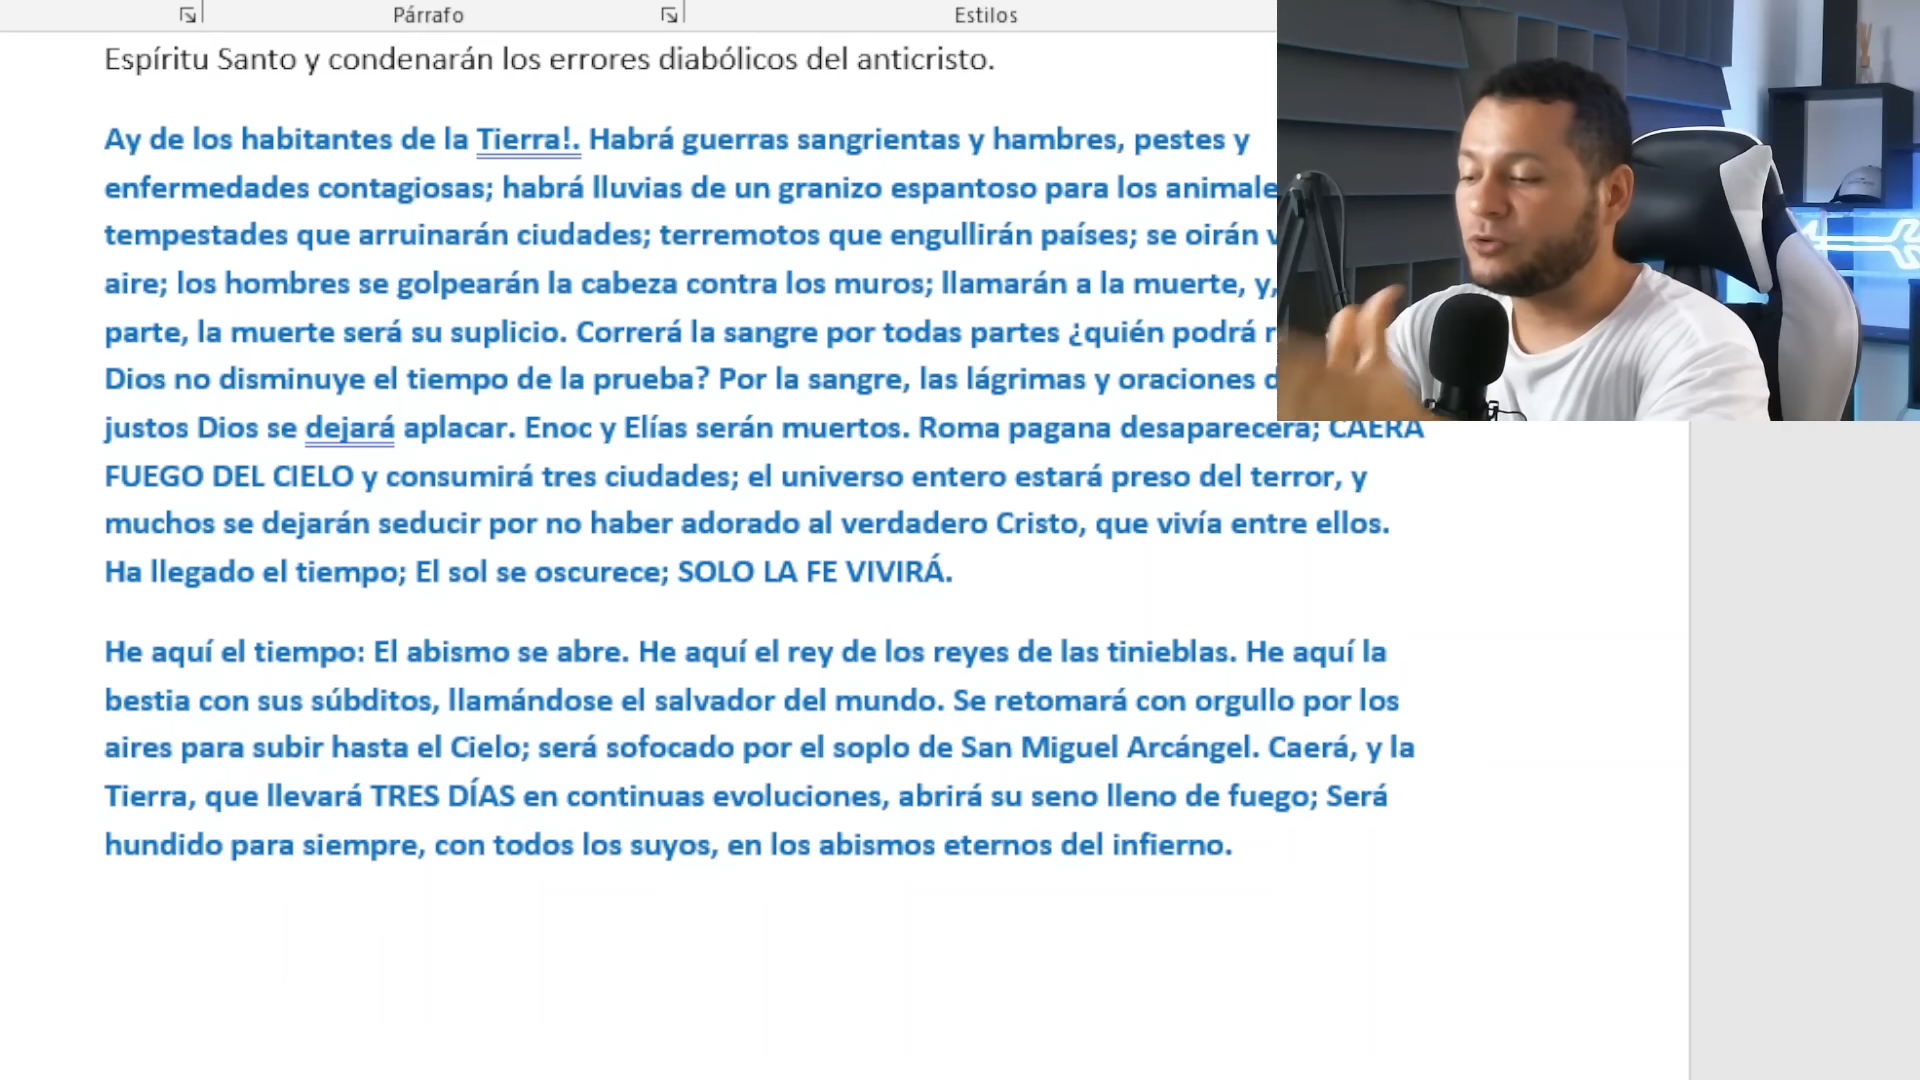 Párrafo
Estilos
Espíritu Santo y condenarán los errores diabólicos del anticristo.
Ay de los habitantes de la Tierra!. Habrá guerras sangrientas y hambres, pestes y
enfermedades contagiosas; habrá lluvias de un granizo espantoso para los
tempestades que arruinarán ciudades; terremotos que engullirán países; se oirán
aire; los hombres se golpearán la cabeza contra los muros; llamarán a la muerte, y,
parte, la muerte será su suplicio. Correrá la sangre por todas partes ¿quién podrá
Dios no disminuye el tiempo de la prueba? Por la sangre, las lágrimas y oraciones
justos Dios se dejará aplacar. Enoc y Elías serán muertos. Roma pagana desaparecerá; CAERÁ
FUEGO DEL CIELO y consumirá tres ciudades; el universo entero estará preso del terror, y
muchos se dejarán seducir por no haber adorado al verdadero Cristo, que vivía entre ellos.
Ha llegado el tiempo; El sol se oscurece; SOLO LA FE VIVIRÁ.
He aquí el tiempo: El abismo se abre. He aquí el rey de los reyes de las tinieblas. He aquí la
bestia con sus súbditos, llamándose el salvador del mundo. Se retomará con orgullo por los
aires para subir hasta el Cielo; será sofocado por el soplo de San Miguel Arcángel. Caerá, y la
Tierra, que llevará TRES DÍAS en continuas evoluciones, abrirá su seno lleno de fuego; Será
hundido para siempre, con todos los suyos, en los abismos eternos del infierno.